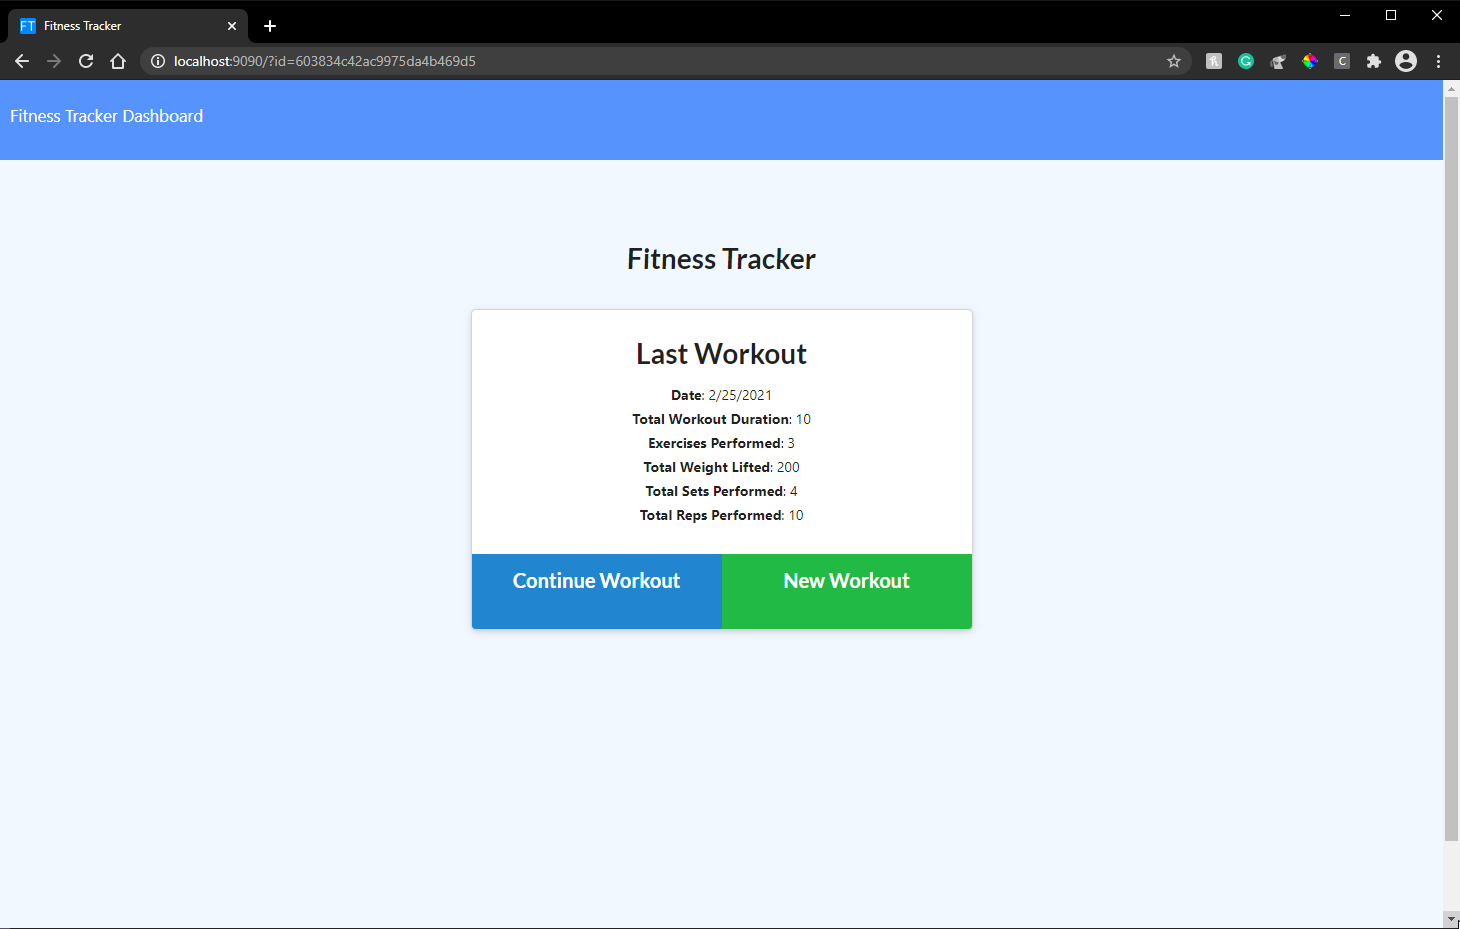 FT Fitness Tracker
localhost:9090/?id=603834c42ac9975da4b469d5
Fitness Tracker Dashboard
Fitness Tracker
Last Workout
Date: 2/25/2021
Total Workout Duration: 10
Exercises Performed: 3
Total Weight Lifted: 200
Total Sets Performed: 4
Total Reps Performed: 10
Continue Workout New Workout